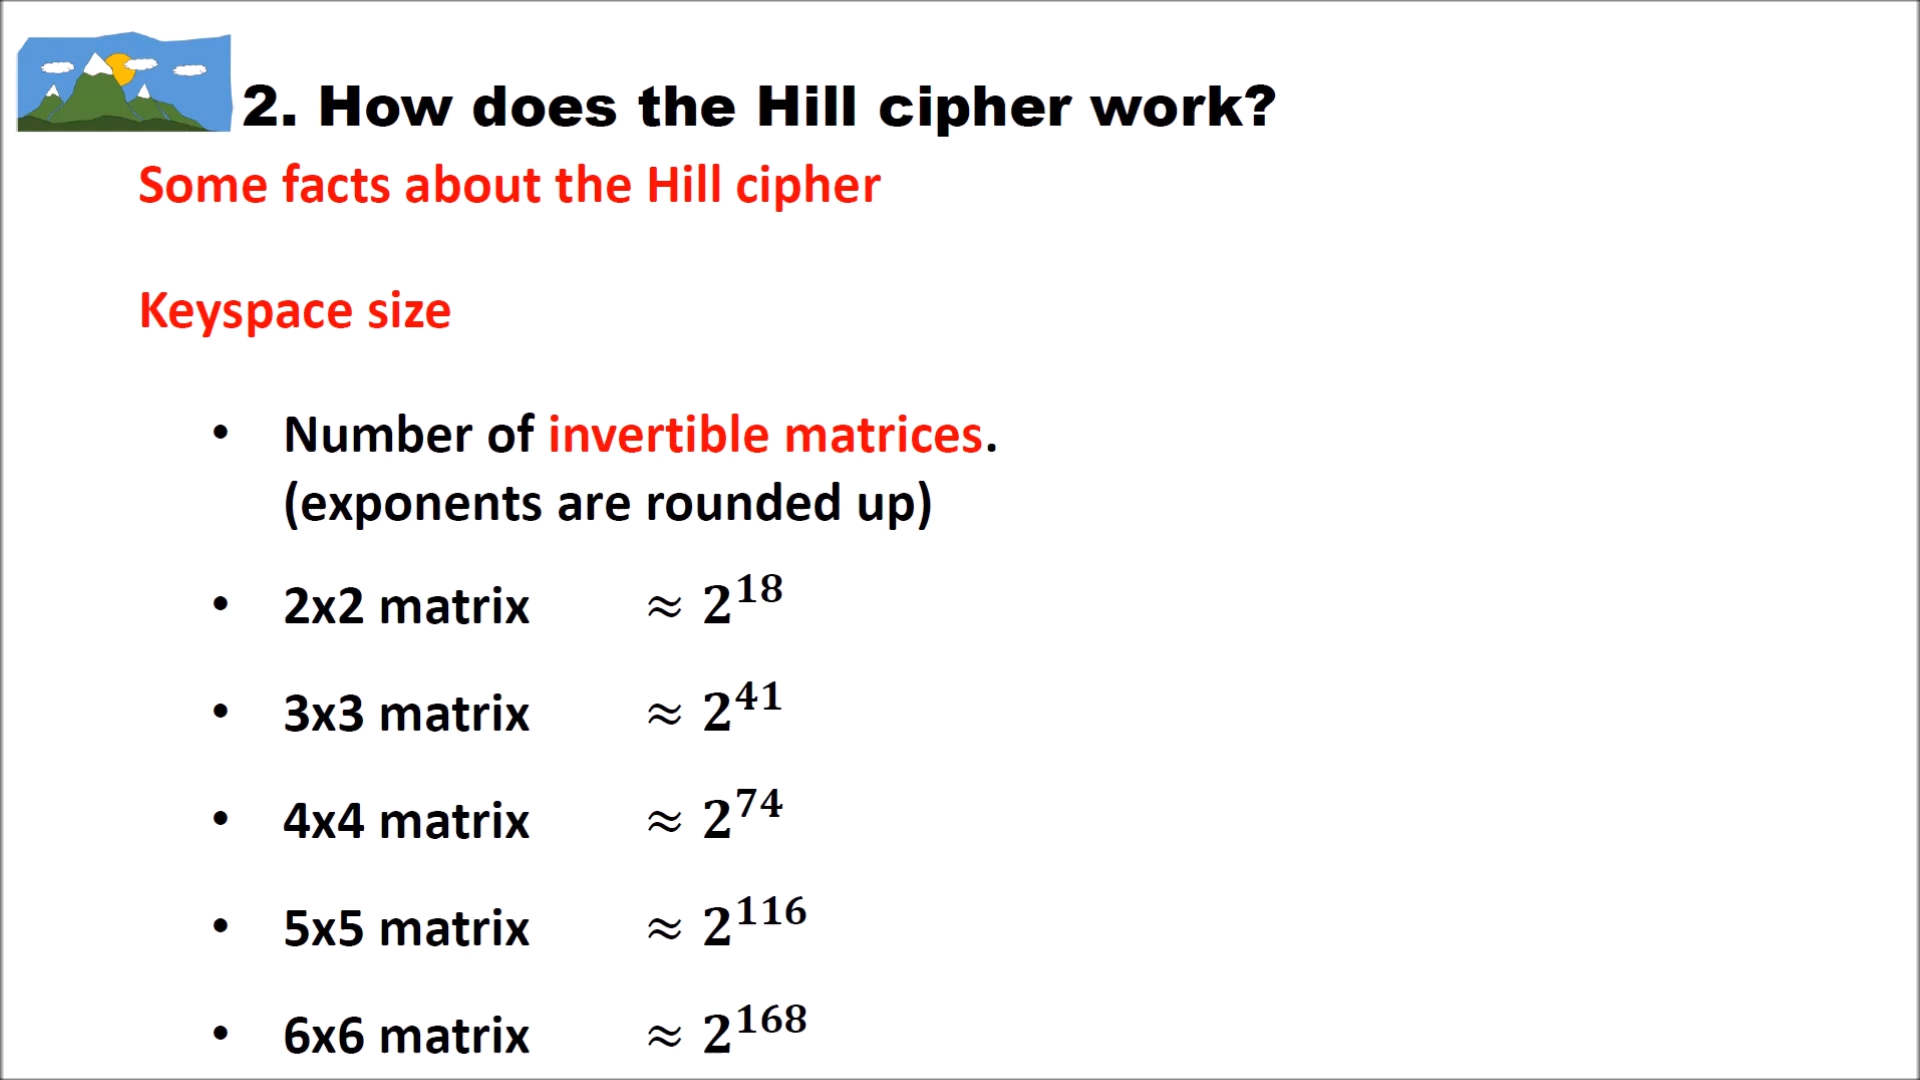 2. How does the Hill cipher work?
Some facts about the Hill cipher
Keyspace size
• Number of invertible matrices.
(exponents are rounded up)
• 2x2 matrix ≈ 2^18
• 3x3 matrix ≈ 2^41
• 4x4 matrix ≈ 2^74
• 5x5 matrix ≈ 2^116
• 6x6 matrix ≈ 2^168